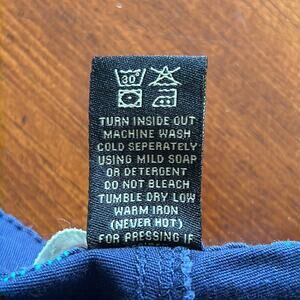 30°
TURN INSIDE OUT
MACHINE WASH
COLD SEPERATELY
USING MILD SOAP
OR DETERGENT
DO NOT BLEACH
TUMBLE DRY LOW
WARM IRON
(NEVER HOT)
FOR PRESSING IF